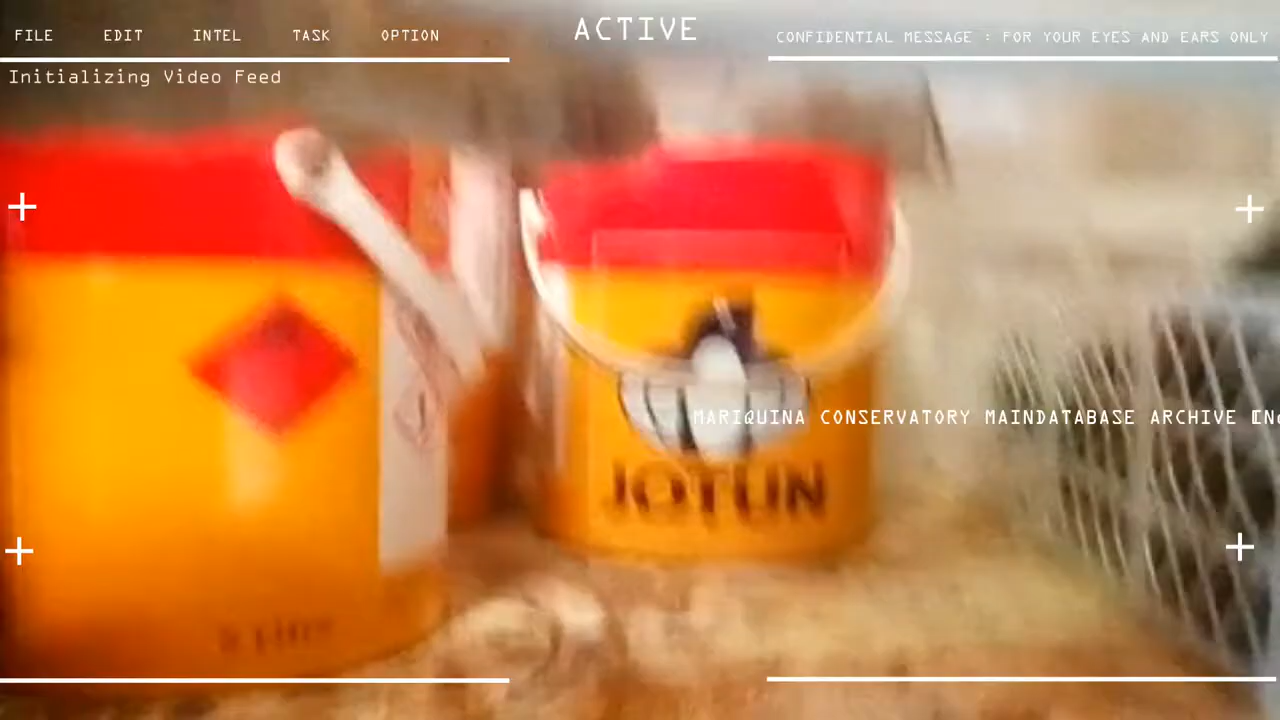 FILE EDIT INTEL TASK OPTION
ACTIVE
CONFIDENTIAL MESSAGE : FOR YOUR EYES AND EARS ONLY
Initializing Video Feed
MARIQUINA CONSERVATORY MAINDATABASE ARCHIVE
JOTUN